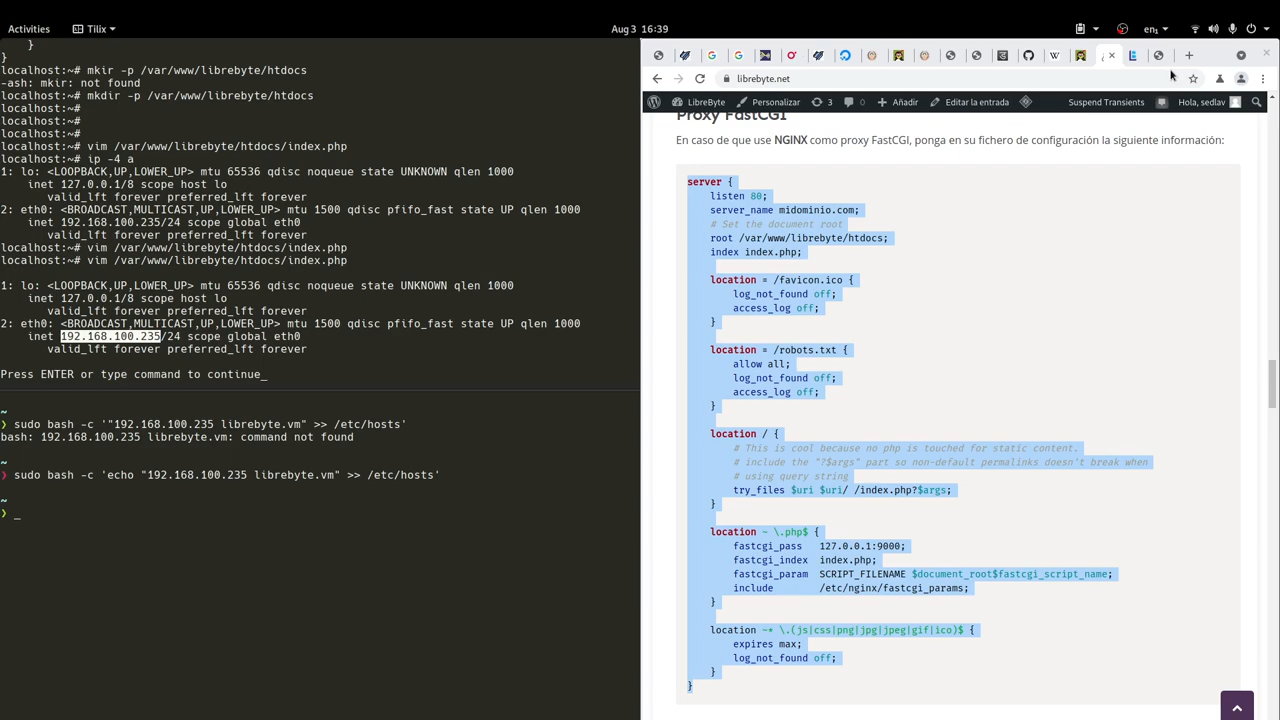 Activities
Tilix
Aug 3 16:39
en₁
}
}
localhost:~# mkir -p /var/www/librebyte/htdocs
-ash: mkir: not found
localhost:~# mkdir -p /var/www/librebyte/htdocs
localhost:~#
localhost:~#
localhost:~#
localhost:~# vim /var/www/librebyte/htdocs/index.php
localhost:~# ip -4 a
1: lo: <LOOPBACK,UP,LOWER_UP> mtu 65536 qdisc noqueue state UNKNOWN qlen 1000
inet 127.0.0.1/8 scope host lo
valid_lft forever preferred_lft forever
2: eth0: <BROADCAST,MULTICAST,UP,LOWER_UP> mtu 1500 qdisc pfifo_fast state UP qlen 1000
inet 192.168.100.235/24 scope global eth0
valid_lft forever preferred_lft forever
localhost:~# vim /var/www/librebyte/htdocs/index.php
localhost:~# vim /var/www/librebyte/htdocs/index.php
1: lo: <LOOPBACK,UP,LOWER_UP> mtu 65536 qdisc noqueue state UNKNOWN qlen 1000
inet 127.0.0.1/8 scope host lo
valid_lft forever preferred_lft forever
2: eth0: <BROADCAST,MULTICAST,UP,LOWER_UP> mtu 1500 qdisc pfifo_fast state UP qlen 1000
inet 192.168.100.235/24 scope global eth0
valid_lft forever preferred_lft forever
Press ENTER or type command to continue_
~
❯ sudo bash -c '"192.168.100.235 librebyte.vm" >> /etc/hosts'
bash: 192.168.100.235 librebyte.vm: command not found
~
❯ sudo bash -c 'echo "192.168.100.235 librebyte.vm" >> /etc/hosts'
~
❯ _
librebyte.net
LibreByte
Personalizar
3
0
Añadir
Editar la entrada
Suspend Transients
Hola, sedlav
Proxy FastCGI
En caso de que use NGINX como proxy FastCGI, ponga en su fichero de configuración la siguiente información:
server {
listen 80;
server_name midominio.com;
# Set the document root
root /var/www/librebyte/htdocs;
index index.php;
location = /favicon.ico {
log_not_found off;
access_log off;
}
location = /robots.txt {
allow all;
log_not_found off;
access_log off;
}
location / {
# This is cool because no php is touched for static content.
# include the "?$args" part so non-default permalinks doesn't break when
# using query string
try_files $uri $uri/ /index.php?$args;
}
location ~ \.php$ {
fastcgi_pass   127.0.0.1:9000;
fastcgi_index  index.php;
fastcgi_param  SCRIPT_FILENAME $document_root$fastcgi_script_name;
include        /etc/nginx/fastcgi_params;
}
location ~* \.(js|css|png|jpg|jpeg|gif|ico)$ {
expires max;
log_not_found off;
}
}